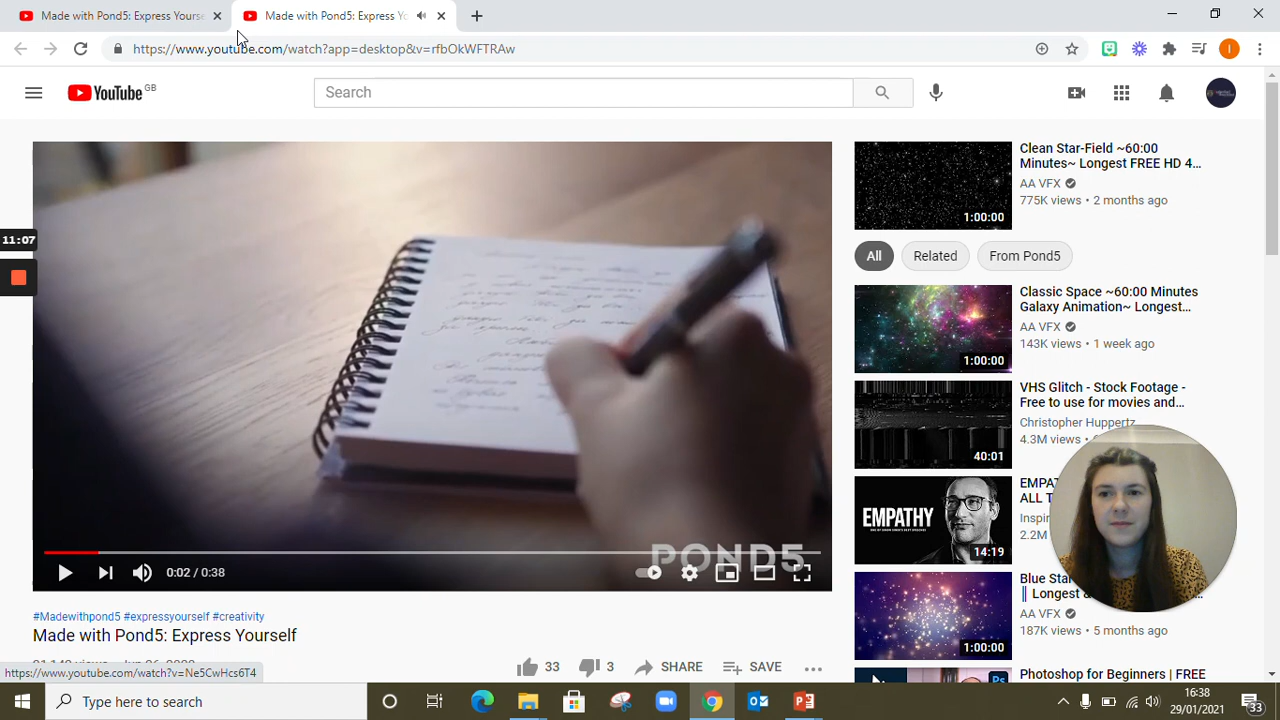 Made with Pond5: Express Yourse
Made with Pond5: Express Yo
https://www.youtube.com/watch?app=desktop&v=rfbOkWFTRAw
YouTube GB
Search
11:07
POND5
0:02 / 0:38
#Madewithpond5 #expressyourself #creativity
Made with Pond5: Express Yourself
33
3
SHARE
SAVE
https://www.youtube.com/watch?v=Ne5CwHcs6T4
Clean Star-Field ~60:00
Minutes~ Longest FREE HD 4...
AA VFX
775K views • 2 months ago
1:00:00
All
Related
From Pond5
Classic Space ~60:00 Minutes
Galaxy Animation~ Longest...
AA VFX
143K views • 1 week ago
1:00:00
VHS Glitch - Stock Footage -
Free to use for movies and...
Christopher Huppertz
4.3M views •
40:01
EMPATHY
14:19
EMPAT
ALL T
Inspir
2.2M
Blue Star
Longest
AA VFX
187K views • 5 months ago
1:00:00
Photoshop for Beginners | FREE
Ps
Type here to search
16:38
29/01/2021
33